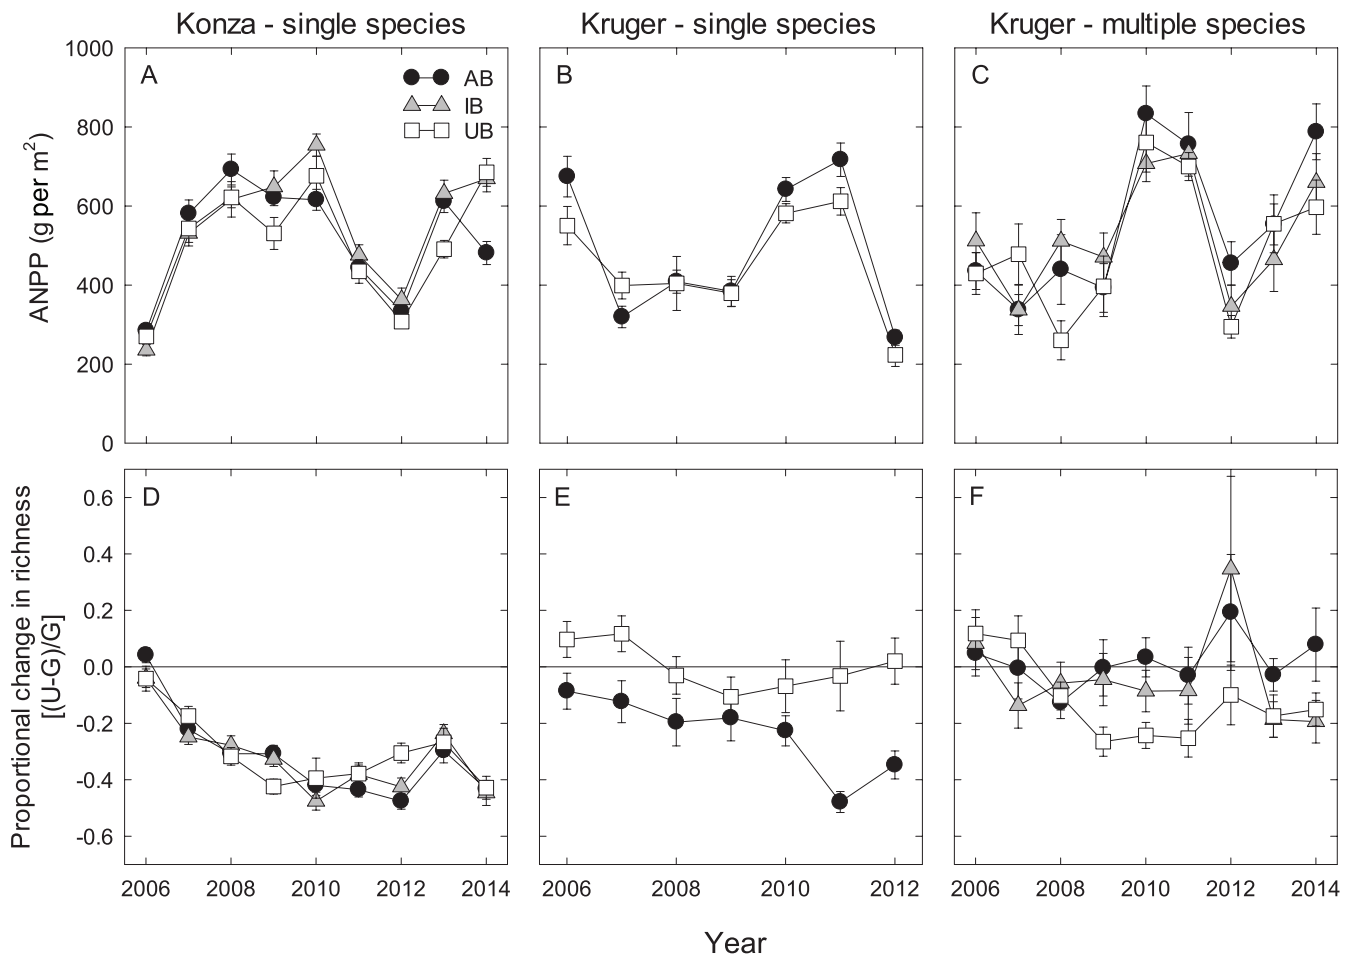 Konza - single species
Kruger - single species
Kruger - multiple species
ANPP (g per m²)
1000
800
600
400
200
0
A
AB
IB
UB
B
C
Proportional change in richness
[(U-G)/G]
0.6
0.4
0.2
0.0
-0.2
-0.4
-0.6
D
E
F
2006 2008 2010 2012 2014
2006 2008 2010 2012
2006 2008 2010 2012 2014
Year